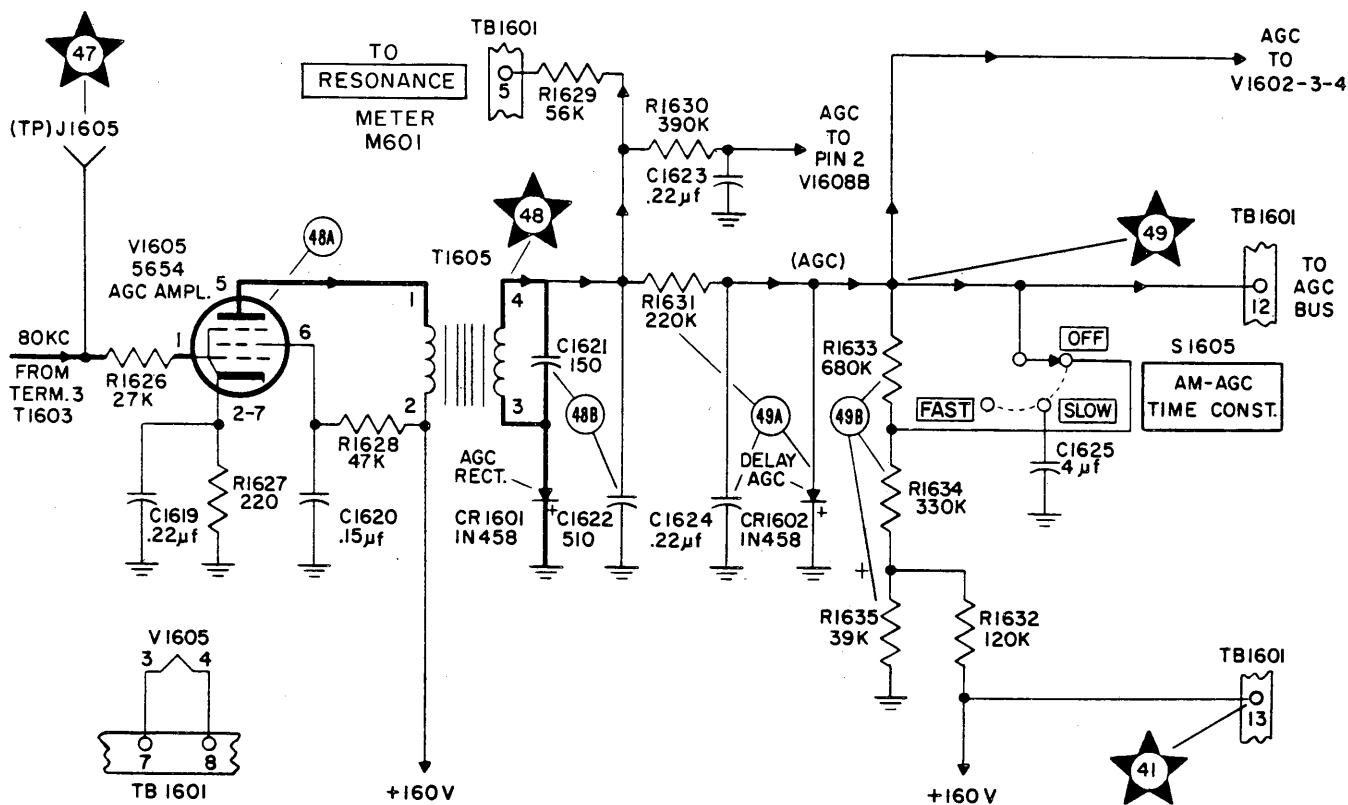 47
(TP) J1605
TO
RESONANCE
METER
M601
TB1601
5
R1629
56K
R1630
390K
C1623
.22µf
AGC
TO
PIN 2
V1608B
AGC
TO
V1602-3-4
48
48A
V1605
5654
AGC AMPL.
5
1
6
2-7
80KC
FROM
TERM. 3
T1603
R1626
27K
T1605
1
2
4
3
C1621
150
48B
R1631
220K
(AGC)
49
TB1601
12
TO
AGC
BUS
R1633
680K
OFF
FAST
SLOW
S1605
AM-AGC
TIME CONST.
C1625
4 µf
R1628
47K
C1619
.22µf
R1627
220
C1620
.15µf
AGC
RECT.
CR1601
1N458
+
C1622
510
49A
C1624
.22µf
DELAY
AGC
CR1602
1N458
+
49B
R1634
330K
+
R1635
39K
R1632
120K
TB1601
13
41
V1605
3 4
7 8
TB1601
+160V
+160V